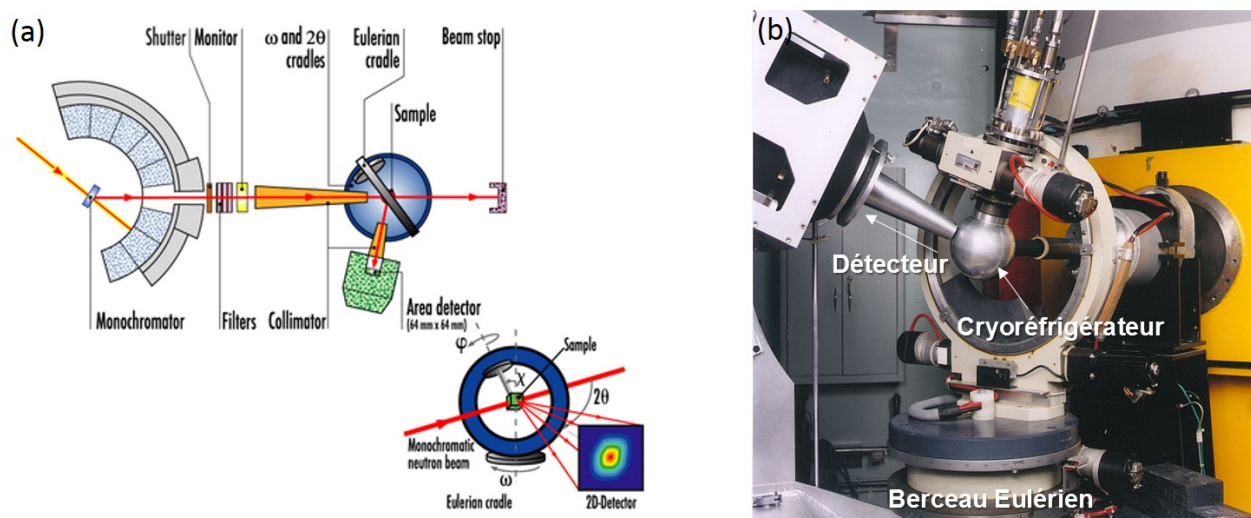 (a)
Shutter
Monitor
ω and 2θ
cradles
Eulerian
cradle
Beam stop
Sample
Monochromator
Filters
Collimator
Area detector
(64 mm x 64 mm)
φ
Sample
χ
2θ
Monochromatic
neutron beam
ω
Eulerian cradle
2D-Detector
(b)
Détecteur
Cryoréfrigérateur
Berceau Eulérien